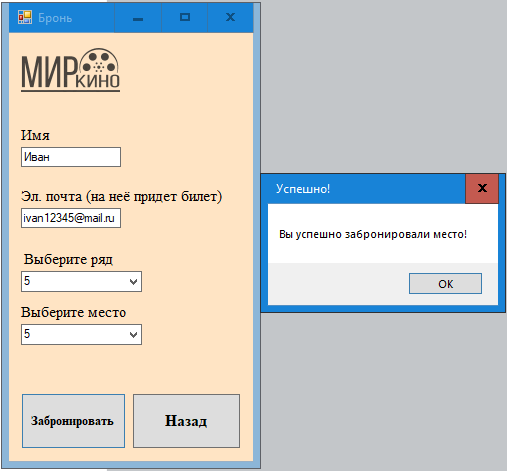 Бронь
МИР
КИНО
Имя
Иван
Эл. почта (на неё придет билет)
ivan12345@mail.ru
Выберите ряд
5
Выберите место
5
Забронировать
Назад
Успешно!
Вы успешно забронировали место!
ОК